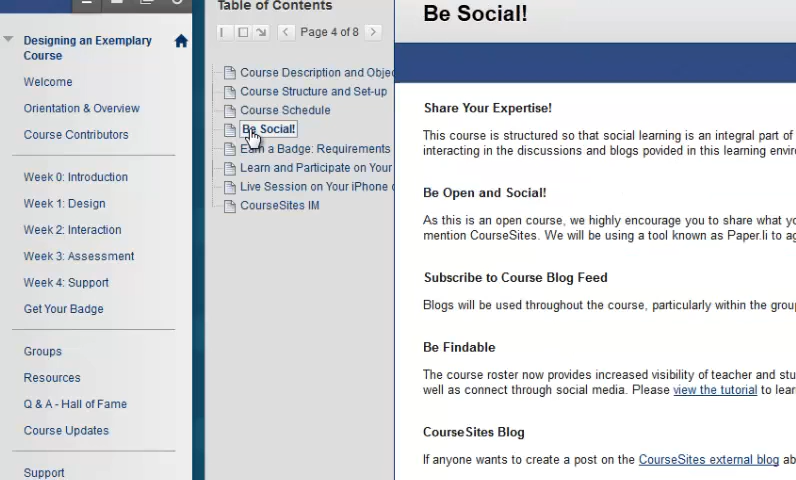 Designing an Exemplary
Course
Welcome
Orientation & Overview
Course Contributors
Week 0: Introduction
Week 1: Design
Week 2: Interaction
Week 3: Assessment
Week 4: Support
Get Your Badge
Groups
Resources
Q & A - Hall of Fame
Course Updates
Support
Table of Contents
Page 4 of 8
Course Description and Objec
Course Structure and Set-up
Course Schedule
Be Social!
Earn a Badge: Requirements
Learn and Participate on Your
Live Session on Your iPhone o
CourseSites IM
Be Social!
Share Your Expertise!
This course is structured so that social learning is an integral part of
interacting in the discussions and blogs povided in this learning envir
Be Open and Social!
As this is an open course, we highly encourage you to share what yo
mention CourseSites. We will be using a tool known as Paper.li to ag
Subscribe to Course Blog Feed
Blogs will be used throughout the course, particularly within the group
Be Findable
The course roster now provides increased visibility of teacher and stu
well as connect through social media. Please view the tutorial to lear
CourseSites Blog
If anyone wants to create a post on the CourseSites external blog ab